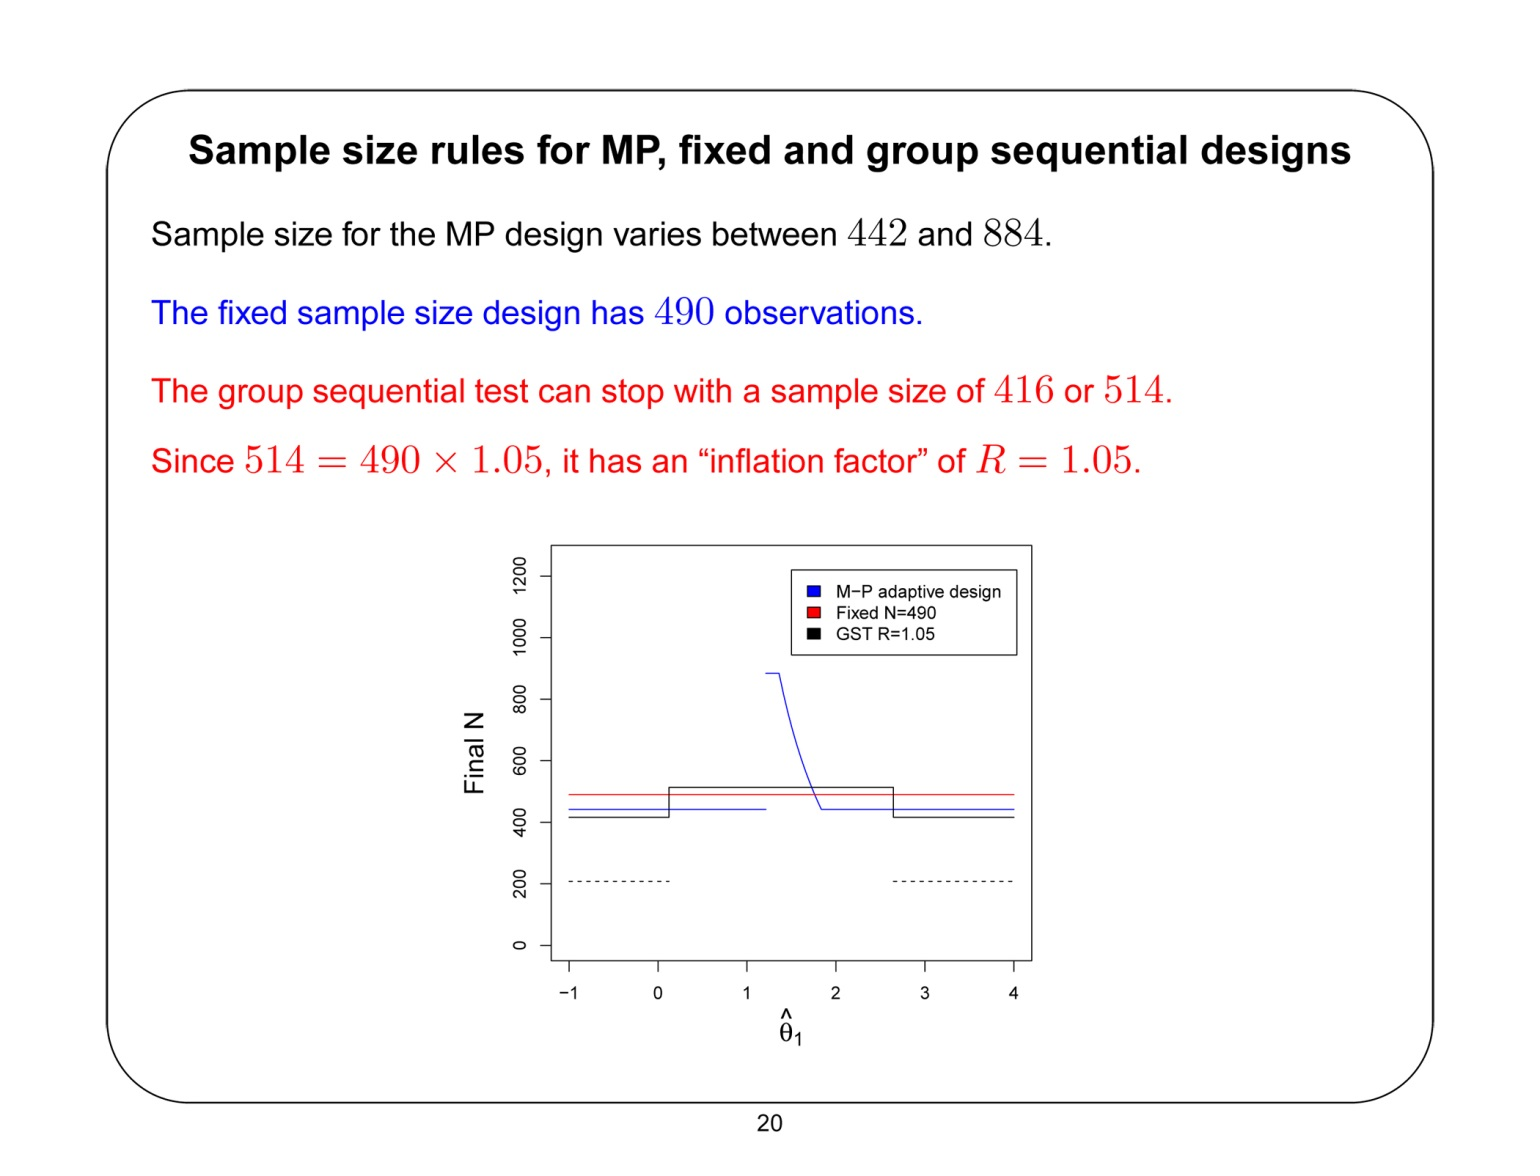 Sample size rules for MP, fixed and group sequential designs
Sample size for the MP design varies between 442 and 884.
The fixed sample size design has 490 observations.
The group sequential test can stop with a sample size of 416 or 514.
Since 514 = 490 × 1.05, it has an “inflation factor” of R = 1.05.
M−P adaptive design
Fixed N=490
GST R=1.05
Final N
1200
1000
800
600
400
200
0
−1 0 1 2 3 4
θ̂₁
20